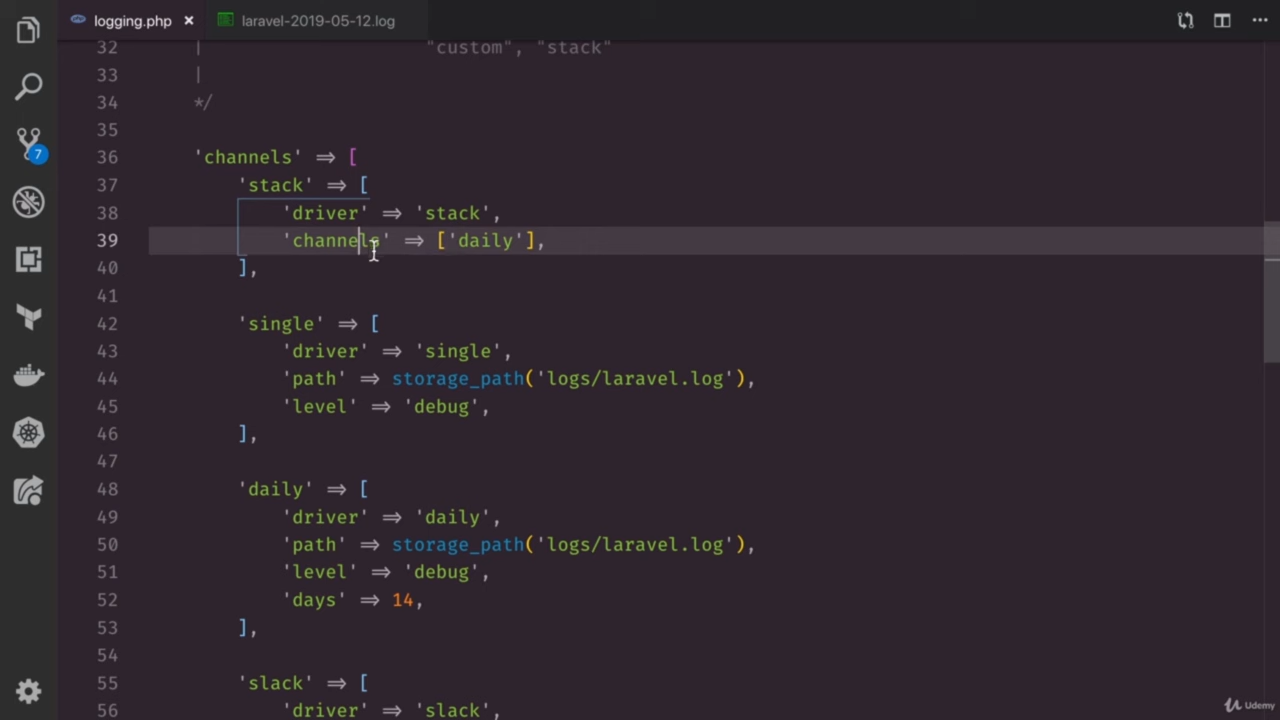 logging.php × laravel-2019-05-12.log
32 | "custom", "stack"
33 |
34 */
35
36 'channels' => [
37 'stack' => [
38 'driver' => 'stack',
39 'channels' => ['daily'],
40 ],
41
42 'single' => [
43 'driver' => 'single',
44 'path' => storage_path('logs/laravel.log'),
45 'level' => 'debug',
46 ],
47
48 'daily' => [
49 'driver' => 'daily',
50 'path' => storage_path('logs/laravel.log'),
51 'level' => 'debug',
52 'days' => 14,
53 ],
54
55 'slack' => [
56 'driver' => 'slack',
7
Udemy